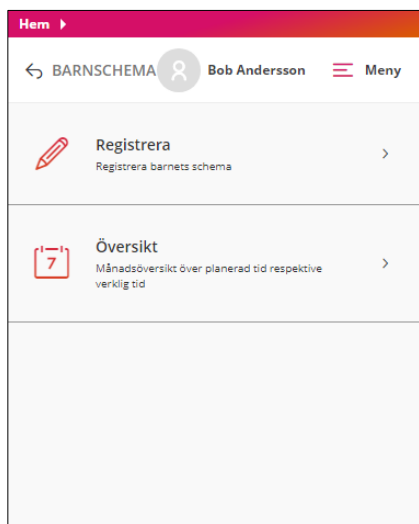 Hem
BARNSCHEMA Bob Andersson Meny
Registrera
Registrera barnets schema
7
Översikt
Månadsöversikt över planerad tid respektive
verklig tid